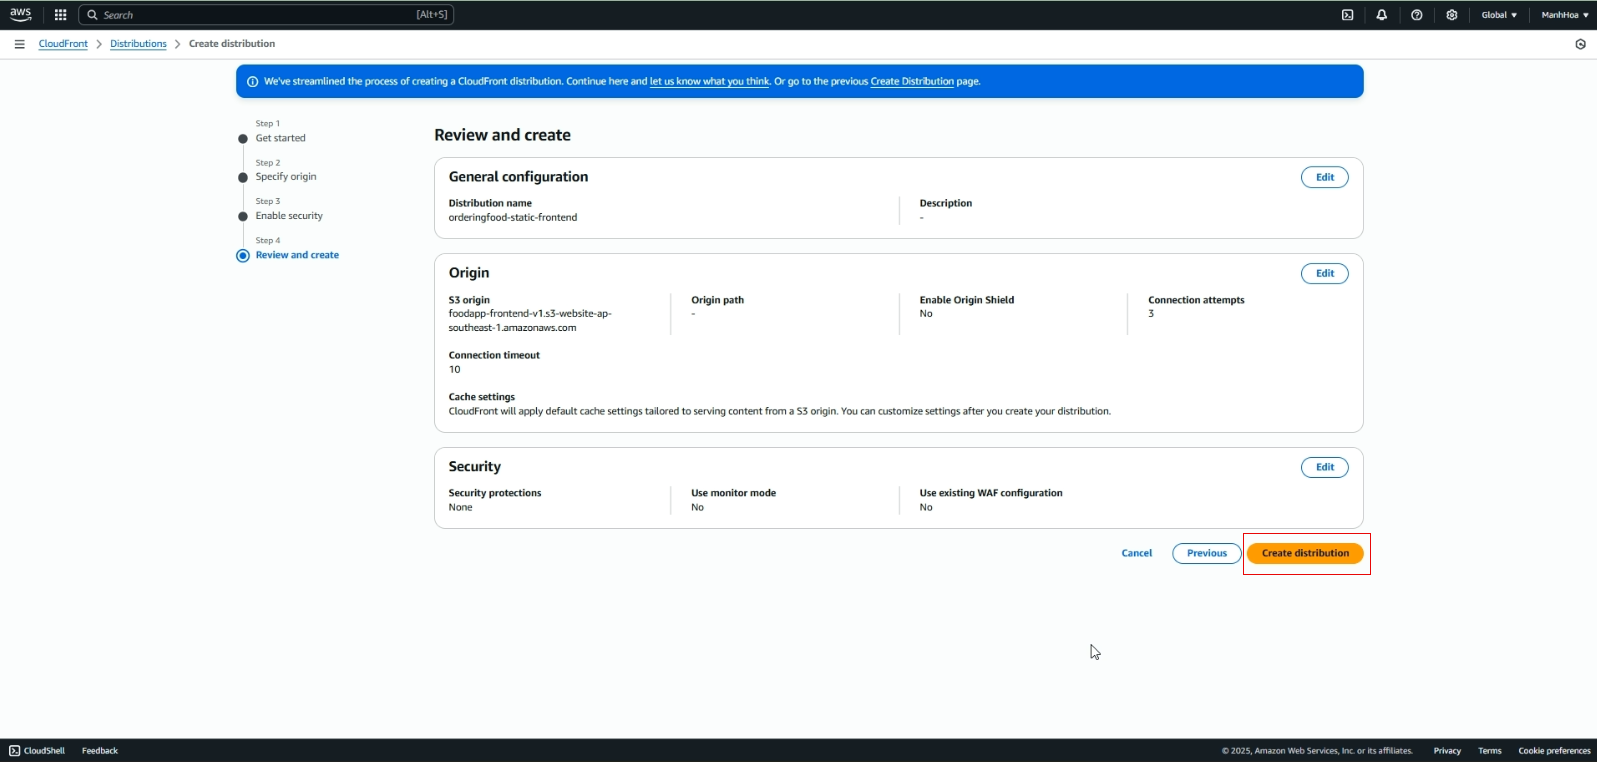 aws
Search
[Alt+S]
Global
ManhHoa
CloudFront
Distributions
Create distribution
We've streamlined the process of creating a CloudFront distribution. Continue here and let us know what you think. Or go to the previous Create Distribution page.
Step 1
Get started
Step 2
Specify origin
Step 3
Enable security
Step 4
Review and create
Review and create
General configuration
Edit
Distribution name
orderingfood-static-frontend
Description
-
Origin
Edit
S3 origin
foodapp-frontend-v1.s3-website-ap-
southeast-1.amazonaws.com
Origin path
-
Enable Origin Shield
No
Connection attempts
3
Connection timeout
10
Cache settings
CloudFront will apply default cache settings tailored to serving content from a S3 origin. You can customize settings after you create your distribution.
Security
Edit
Security protections
None
Use monitor mode
No
Use existing WAF configuration
No
Cancel
Previous
Create distribution
CloudShell
Feedback
© 2025, Amazon Web Services, Inc. or its affiliates.
Privacy
Terms
Cookie preferences